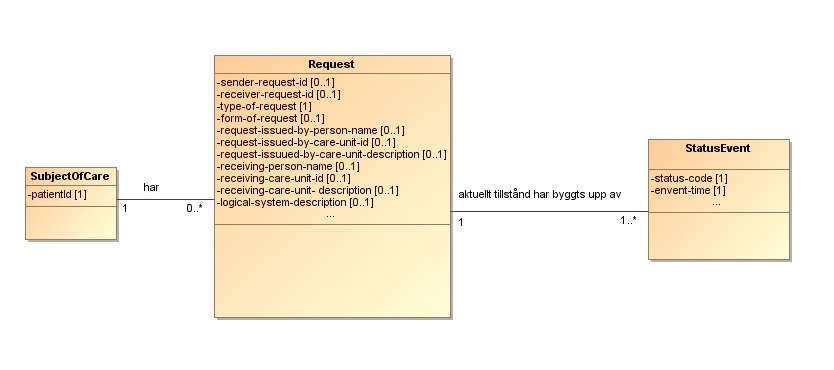 Request
-sender-request-id [0..1]
-receiver-request-id [0..1]
-type-of-request [1]
-form-of-request [0..1]
-request-issued-by-person-name [0..1]
-request-issued-by-care-unit-id [0..1]
-request-issuued-by-care-unit-description [0..1]
-receiving-person-name [0..1]
-receiving-care-unit-id [0..1]
-receiving-care-unit- description [0..1]
-logical-system-description [0..1]
...
SubjectOfCare
-patientId [1]
har
1
0..*
StatusEvent
-status-code [1]
-envent-time [1]
...
aktuellt tillstånd har byggts upp av
1
1..*